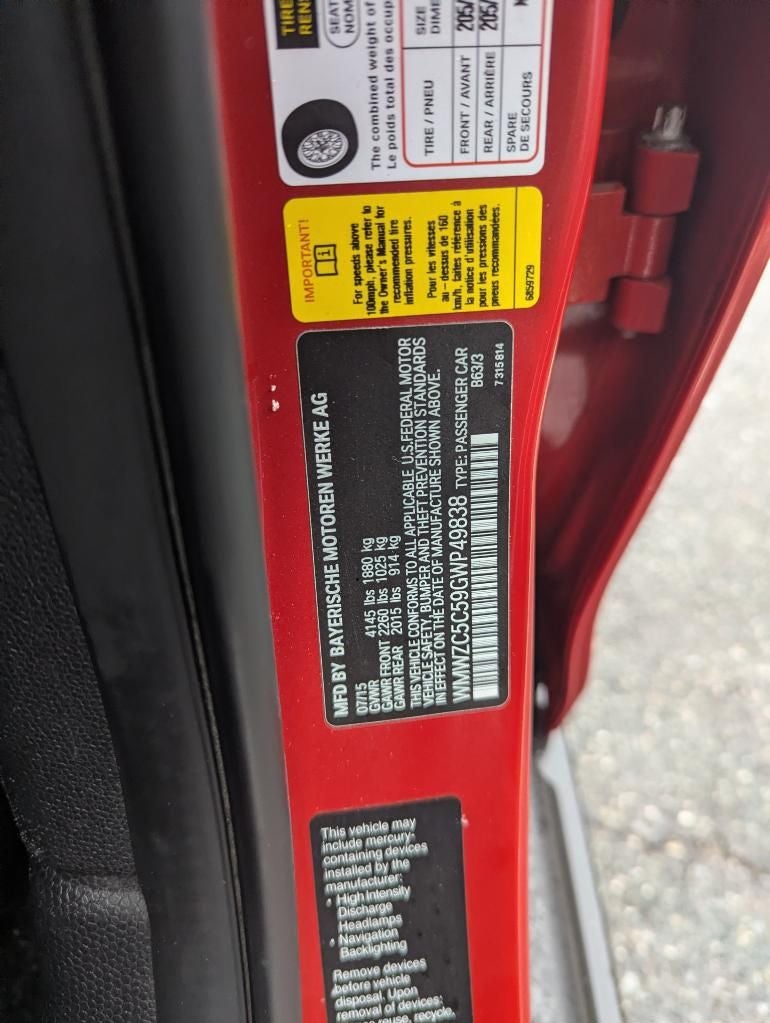 TIRE
SEAT
NOM
The combined weight of
Le poids total des occup
SIZE
DIME
TIRE / PNEU
FRONT / AVANT 205/
REAR / ARRIÈRE 205/
SPARE
DE SECOURS
IMPORTANT!
For speeds above
100mph, please refer to
the Owner's Manual for
recommended tire
inflation pressures.
Pour les vitesses
au – dessus de 160
km/h, faites référence à
la notice d'utilisation
pour les pressions des
pneus recommandées.
6859729
MFD BY BAYERISCHE MOTOREN WERKE AG
07/15
GVWR 4145 lbs 1880 kg
GAWR FRONT 2260 lbs 1025 kg
GAWR REAR 2015 lbs 914 kg
THIS VEHICLE CONFORMS TO ALL APPLICABLE U.S.FEDERAL MOTOR
VEHICLE SAFETY, BUMPER AND THEFT PREVENTION STANDARDS
IN EFFECT ON THE DATE OF MANUFACTURE SHOWN ABOVE.
WMWZC5C59GWP49838 TYPE: PASSENGER CAR
B63/3
7315814
This vehicle may
include mercury-
containing devices
installed by the
manufacturer:
• High Intensity
Discharge
Headlamps
• Navigation
Backlighting
Remove devices
before vehicle
disposal. Upon
removal of devices:
reuse, recycle,